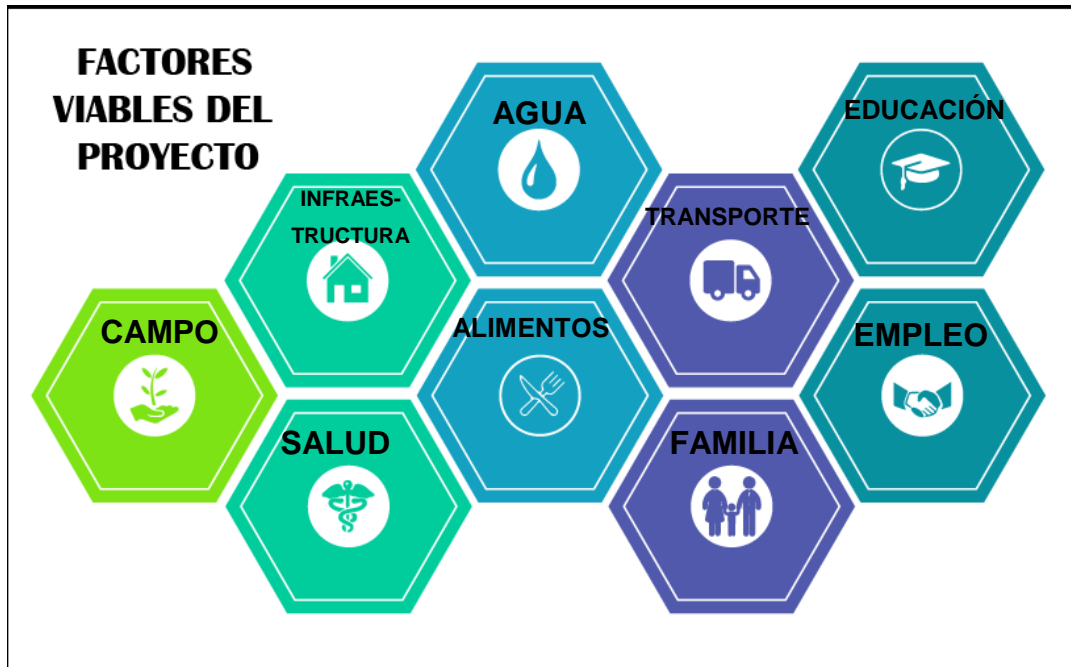 FACTORES
VIABLES DEL
PROYECTO
AGUA
EDUCACIÓN
INFRAES-
TRUCTURA
TRANSPORTE
CAMPO
ALIMENTOS
EMPLEO
SALUD
FAMILIA